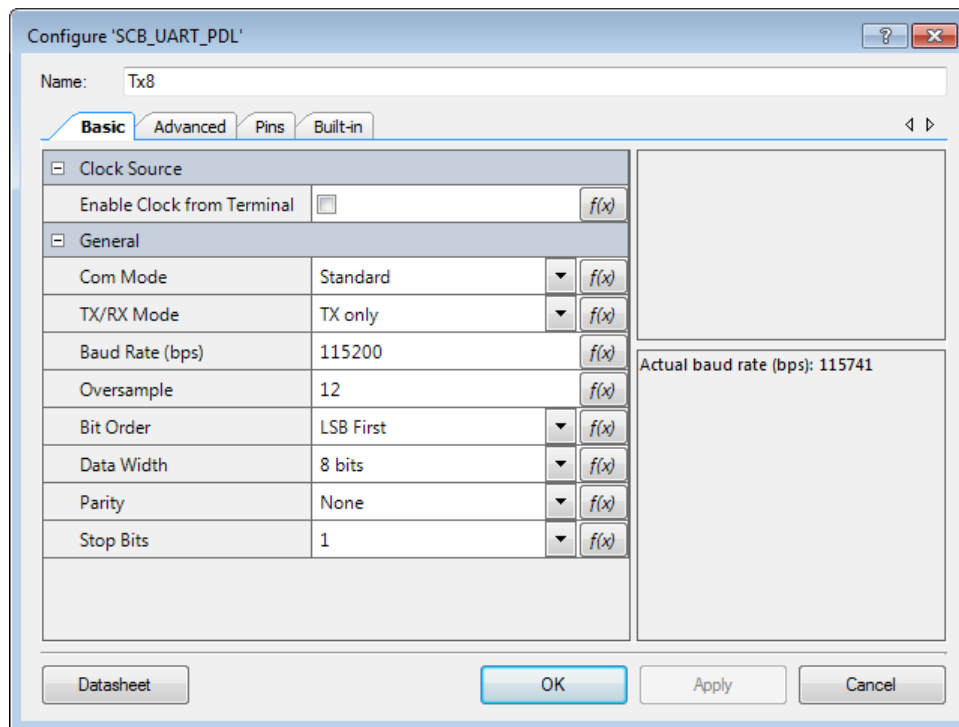 Configure 'SCB_UART_PDL'
?
Name: Tx8
Basic Advanced Pins Built-in
Clock Source
Enable Clock from Terminal f(x)
General
Com Mode Standard f(x)
TX/RX Mode TX only f(x)
Baud Rate (bps) 115200 f(x)
Oversample 12 f(x)
Bit Order LSB First f(x)
Data Width 8 bits f(x)
Parity None f(x)
Stop Bits 1 f(x)
Actual baud rate (bps): 115741
Datasheet OK Apply Cancel